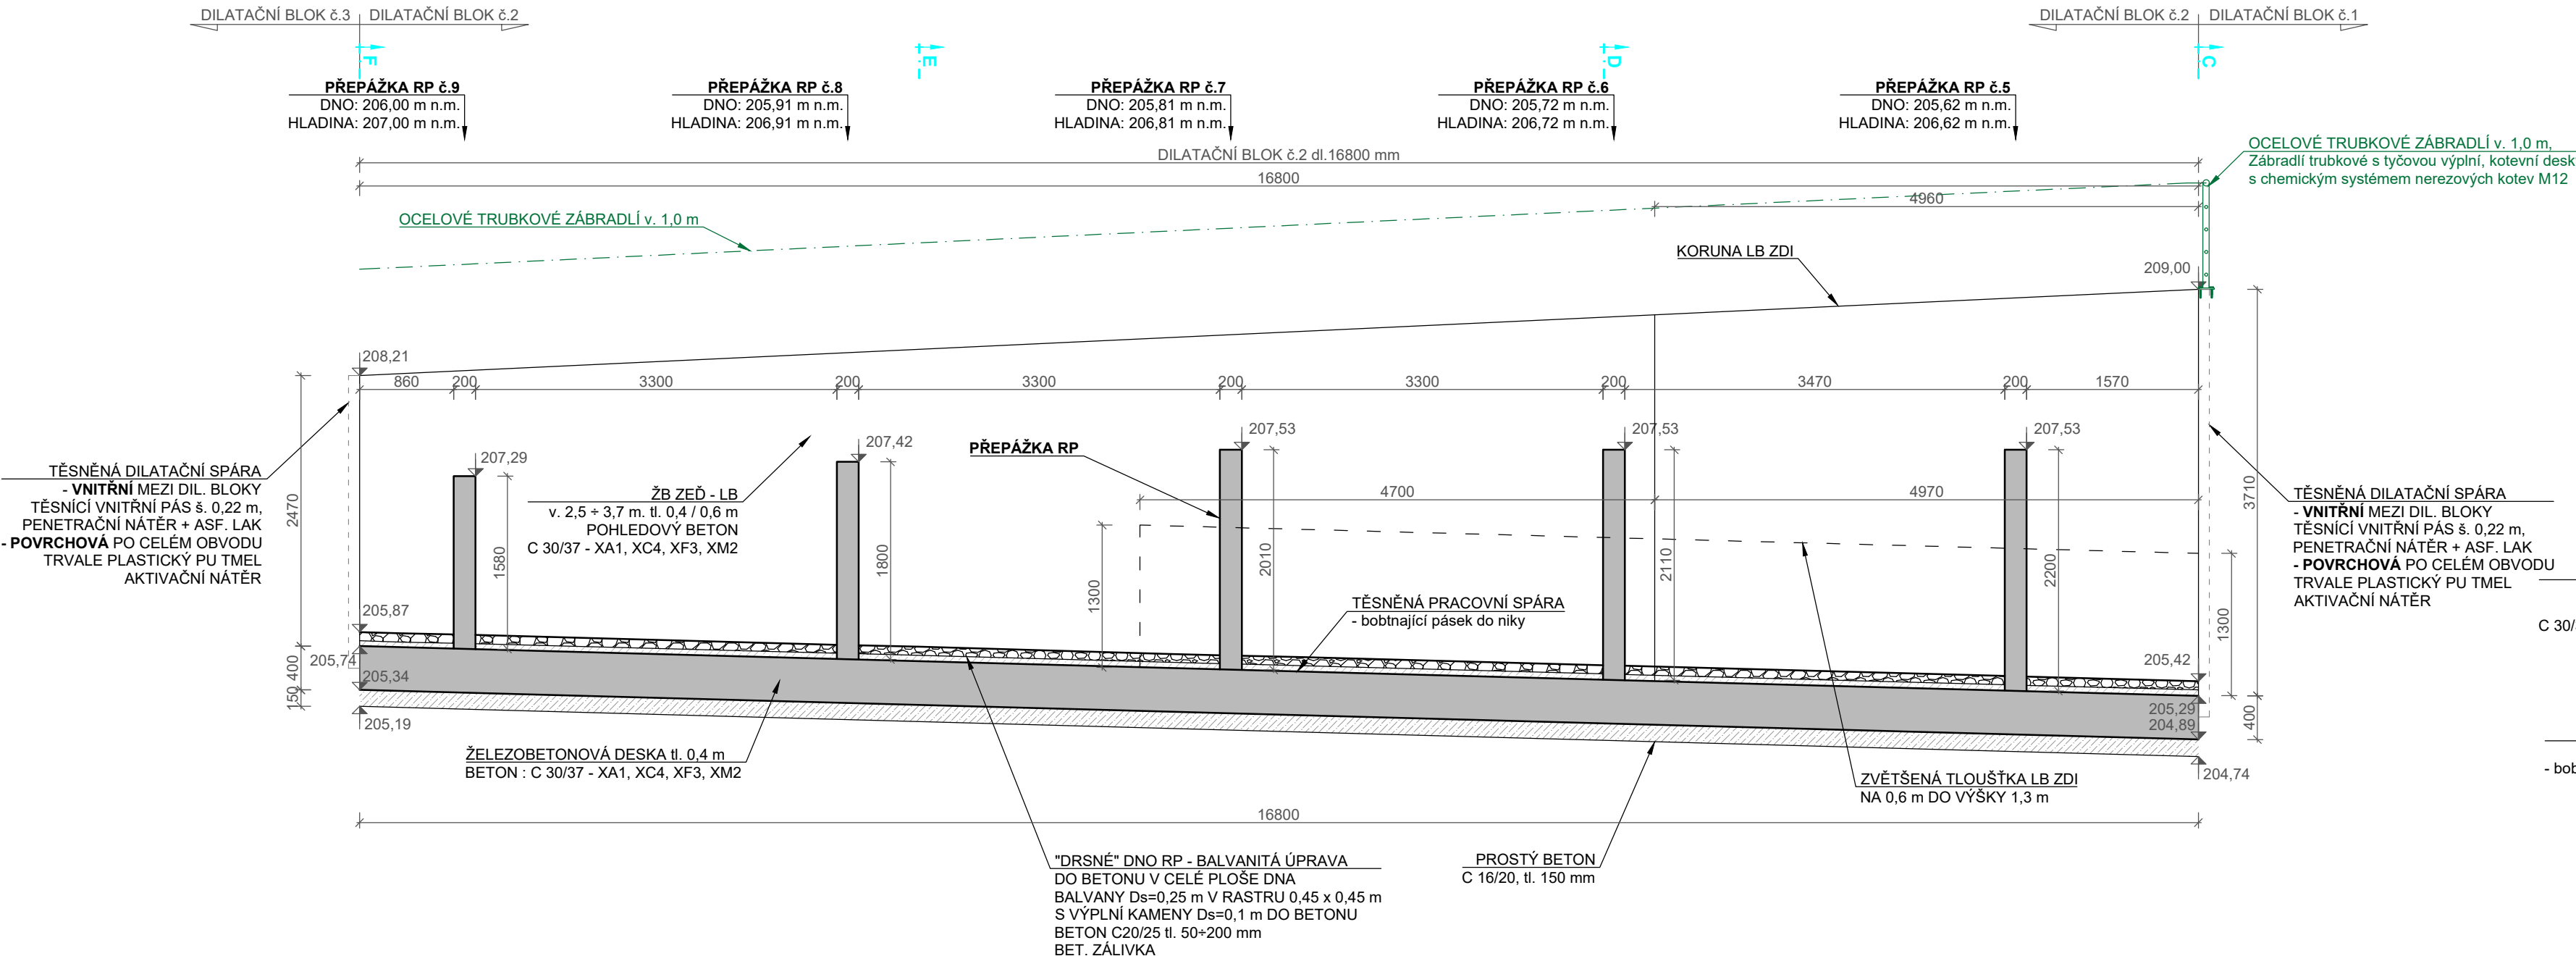 DILATAČNÍ BLOK č.3
DILATAČNÍ BLOK č.2
DILATAČNÍ BLOK č.2
DILATAČNÍ BLOK č.1
F
E
D
C
PŘEPÁŽKA RP č.9
DNO: 206,00 m n.m.
HLADINA: 207,00 m n.m.
PŘEPÁŽKA RP č.8
DNO: 205,91 m n.m.
HLADINA: 206,91 m n.m.
PŘEPÁŽKA RP č.7
DNO: 205,81 m n.m.
HLADINA: 206,81 m n.m.
PŘEPÁŽKA RP č.6
DNO: 205,72 m n.m.
HLADINA: 206,72 m n.m.
PŘEPÁŽKA RP č.5
DNO: 205,62 m n.m.
HLADINA: 206,62 m n.m.
DILATAČNÍ BLOK č.2 dl.16800 mm
16800
4960
OCELOVÉ TRUBKOVÉ ZÁBRADLÍ v. 1,0 m,
Zábradlí trubkové s tyčovou výplní, kotevní desk
s chemickým systémem nerezových kotev M12
OCELOVÉ TRUBKOVÉ ZÁBRADLÍ v. 1,0 m
KORUNA LB ZDI
209,00
208,21
860
200
3300
200
3300
200
3300
200
3470
200
1570
207,29
207,42
207,53
207,53
207,53
PŘEPÁŽKA RP
TĚSNĚNÁ DILATAČNÍ SPÁRA
- VNITŘNÍ MEZI DIL. BLOKY
TĚSNÍCÍ VNITŘNÍ PÁS š. 0,22 m,
PENETRAČNÍ NÁTĚR + ASF. LAK
- POVRCHOVÁ PO CELÉM OBVODU
TRVALE PLASTICKÝ PU TMEL
AKTIVAČNÍ NÁTĚR
2470
ŽB ZEĎ - LB
v. 2,5 ÷ 3,7 m. tl. 0,4 / 0,6 m
POHLEDOVÝ BETON
C 30/37 - XA1, XC4, XF3, XM2
1580
1800
1300
2010
2110
2200
4700
4970
1300
3710
TĚSNĚNÁ DILATAČNÍ SPÁRA
- VNITŘNÍ MEZI DIL. BLOKY
TĚSNÍCÍ VNITŘNÍ PÁS š. 0,22 m,
PENETRAČNÍ NÁTĚR + ASF. LAK
- POVRCHOVÁ PO CELÉM OBVODU
TRVALE PLASTICKÝ PU TMEL
AKTIVAČNÍ NÁTĚR
C 30/
TĚSNĚNÁ PRACOVNÍ SPÁRA
- bobtnající pásek do niky
205,87
205,74
400
205,34
150
205,19
205,42
205,29
204,89
400
204,74
- bob
ŽELEZOBETONOVÁ DESKA tl. 0,4 m
BETON : C 30/37 - XA1, XC4, XF3, XM2
ZVĚTŠENÁ TLOUŠŤKA LB ZDI
NA 0,6 m DO VÝŠKY 1,3 m
16800
"DRSNÉ" DNO RP - BALVANITÁ ÚPRAVA
DO BETONU V CELÉ PLOŠE DNA
BALVANY Ds=0,25 m V RASTRU 0,45 x 0,45 m
S VÝPLNÍ KAMENY Ds=0,1 m DO BETONU
BETON C20/25 tl. 50÷200 mm
BET. ZÁLIVKA
PROSTÝ BETON
C 16/20, tl. 150 mm